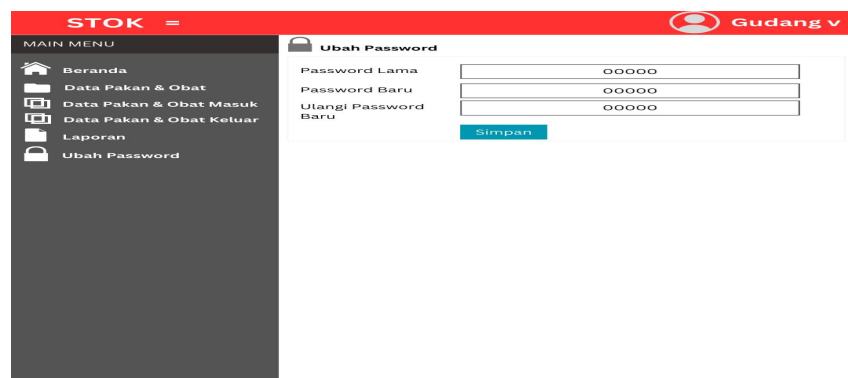 STOK =
Gudang v
MAIN MENU
Beranda
Data Pakan & Obat
Data Pakan & Obat Masuk
Data Pakan & Obat Keluar
Laporan
Ubah Password
Ubah Password
Password Lama
00000
Password Baru
00000
Ulangi Password
Baru
00000
Simpan